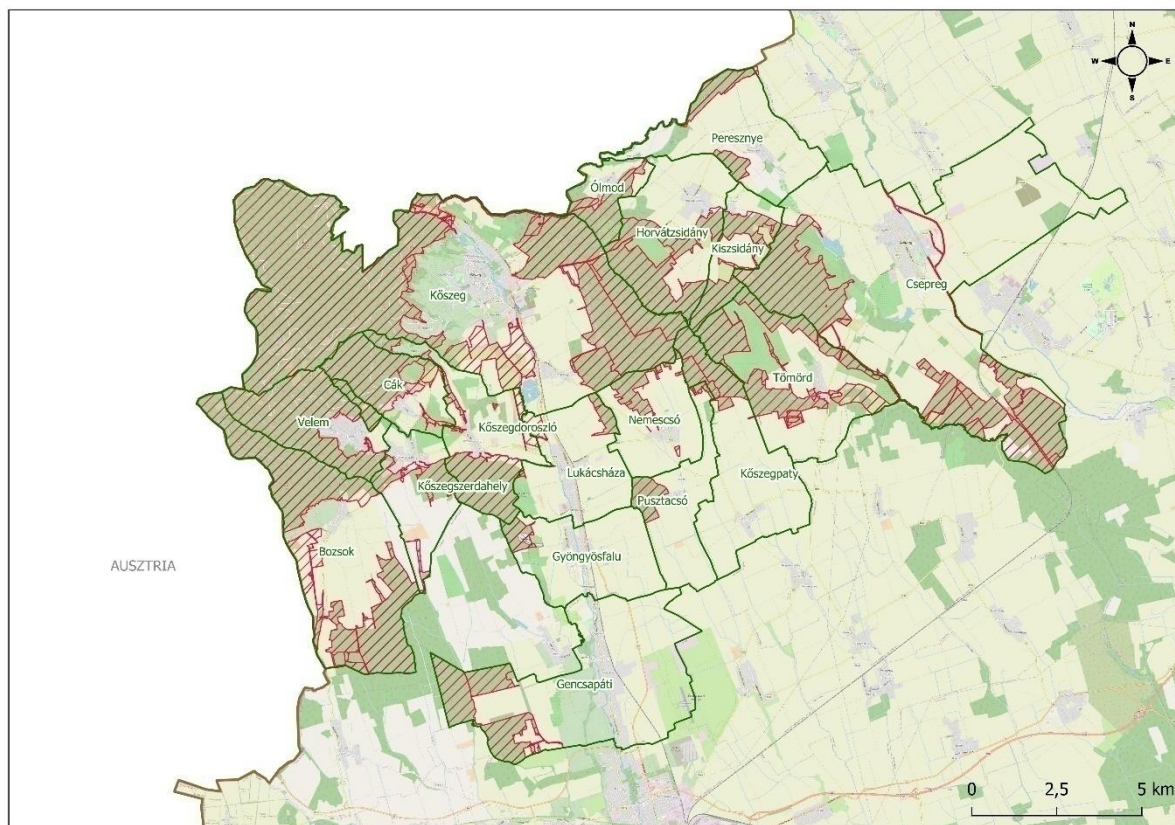 N
W E
S
Peresznye
Ólmod
Horvátzsidány
Kiszsidány
Csepreg
Kőszeg
Cák
Tömörd
Velem
Kőszegdoroszló
Nemescsó
Lukácsháza
Kőszegpaty
Kőszegszerdahely
Pusztacsó
Bozsok
Gyöngyösfalu
AUSZTRIA
Gencsapáti
0 2,5 5 km